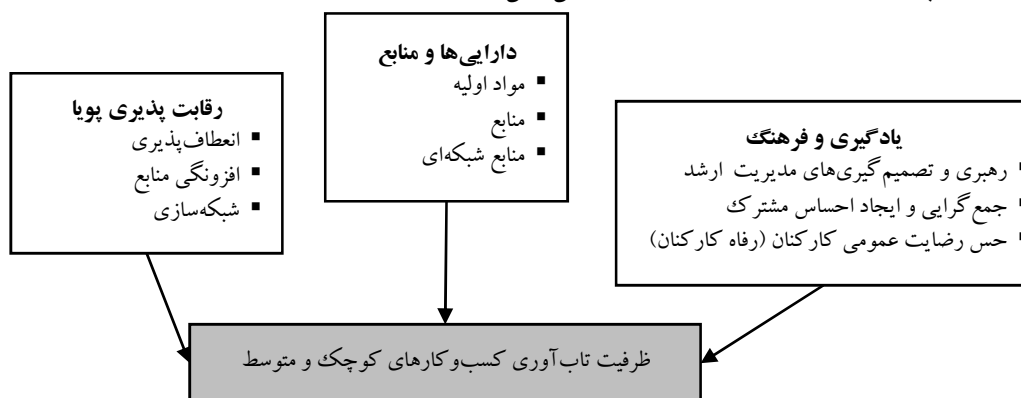 دارایی‌ها و منابع
▪ مواد اولیه
▪ منابع
▪ منابع شبکه‌ای
رقابت پذیری پویا
▪ انعطاف‌پذیری
▪ افزونگی منابع
▪ شبکه‌سازی
یادگیری و فرهنگ
▪ رهبری و تصمیم‌گیری‌های مدیریت ارشد
▪ جمع‌گرایی و ایجاد احساس مشترک
▪ حس رضایت عمومی کارکنان (رفاه کارکنان)
ظرفیت تاب‌آوری کسب‌وکارهای کوچک و متوسط